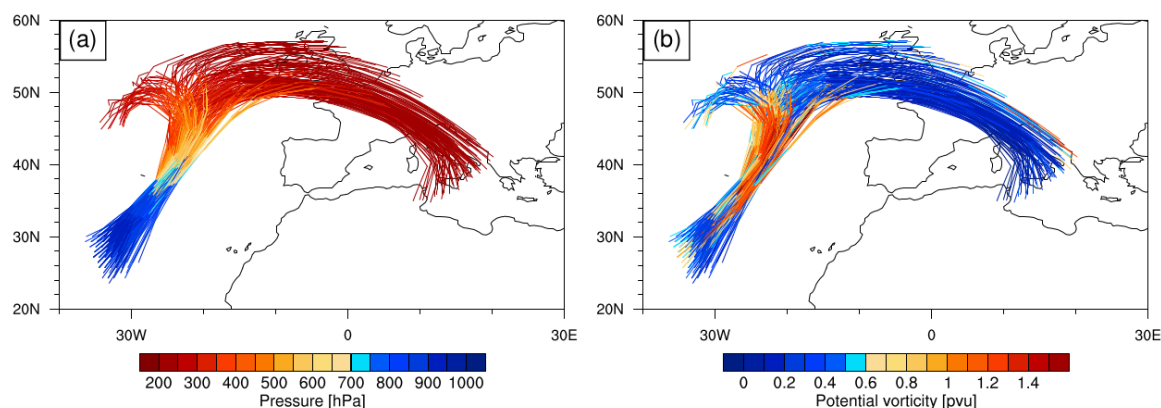 (a)
60N
50N
40N
30N
20N
30W 0 30E
200 300 400 500 600 700 800 900 1000
Pressure [hPa]
(b)
60N
50N
40N
30N
20N
30W 0 30E
0 0.2 0.4 0.6 0.8 1 1.2 1.4
Potential vorticity [pvu]